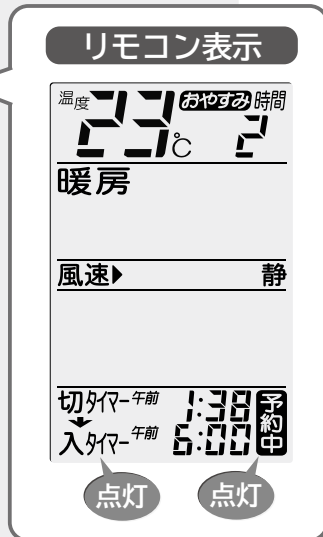 リモコン表示
温度 23℃ おやすみ 時間 2
暖房
風速▶ 静
切タイマー 午前 1:38 予約中
入タイマー 午前 6:00
点灯 点灯